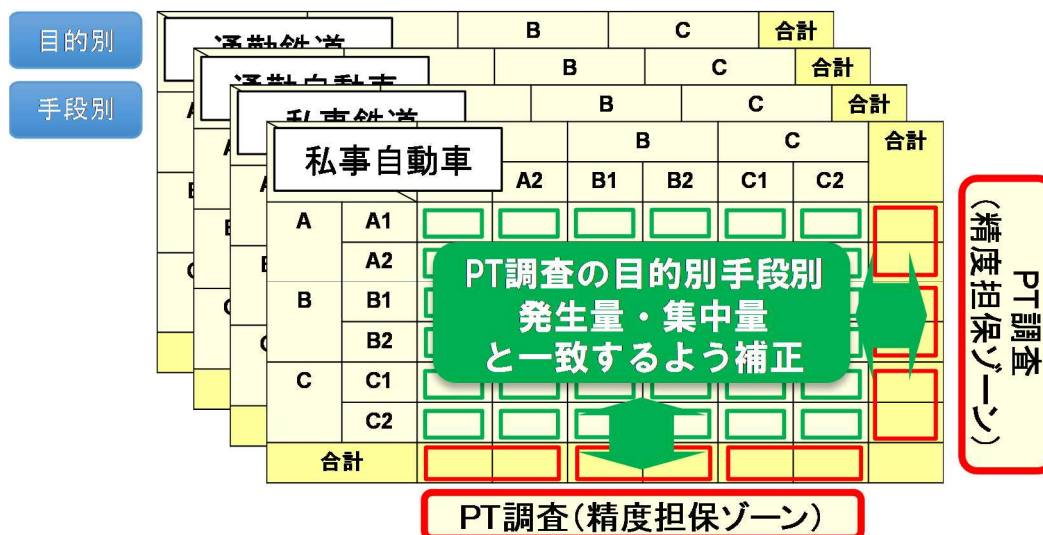 目的別
手段別
通勤鉄道
B
C
合計
通勤自動車
B
C
合計
私事鉄道
B
C
合計
私事自動車
B
C
合計
A2
B1
B2
C1
C2
A
A1
A2
B
B1
B2
C
C1
C2
合計
PT調査の目的別手段別
発生量・集中量
と一致するよう補正
PT調査
(精度担保ゾーン)
PT調査(精度担保ゾーン)